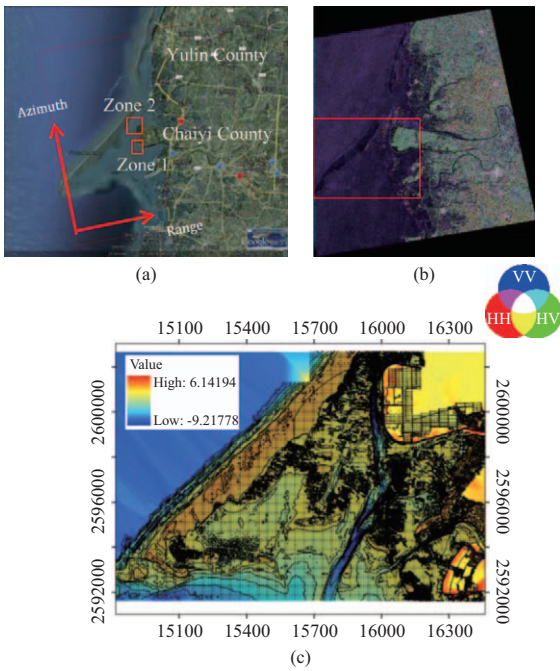 Yulin County
Zone 2
Azimuth
Chaiyi County
Zone 1
Range
(a)
(b)
VV
HH
HV
15100 15400 15700 16000 16300
Value
High: 6.14194
Low: -9.21778
2600000
2596000
2592000
2600000
2596000
2592000
15100 15400 15700 16000 16300
(c)